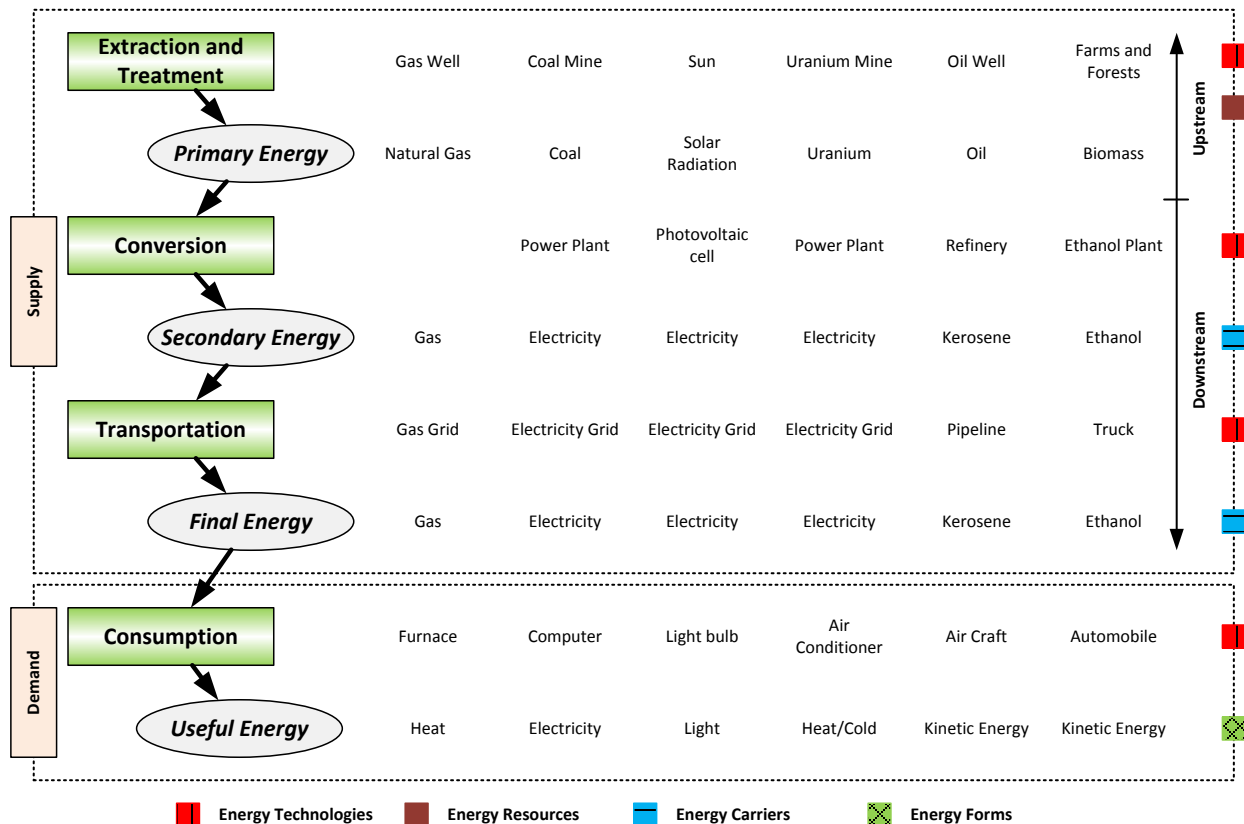 Extraction and
Treatment
Gas Well
Coal Mine
Sun
Uranium Mine
Oil Well
Farms and
Forests
Upstream
Primary Energy
Natural Gas
Coal
Solar
Radiation
Uranium
Oil
Biomass
Supply
Conversion
Power Plant
Photovoltaic
cell
Power Plant
Refinery
Ethanol Plant
Downstream
Secondary Energy
Gas
Electricity
Electricity
Electricity
Kerosene
Ethanol
Transportation
Gas Grid
Electricity Grid
Electricity Grid
Electricity Grid
Pipeline
Truck
Final Energy
Gas
Electricity
Electricity
Electricity
Kerosene
Ethanol
Demand
Consumption
Furnace
Computer
Light bulb
Air
Conditioner
Air Craft
Automobile
Useful Energy
Heat
Electricity
Light
Heat/Cold
Kinetic Energy
Kinetic Energy
Energy Technologies
Energy Resources
Energy Carriers
Energy Forms